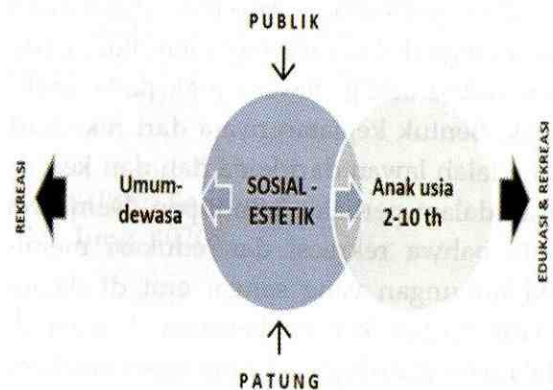 PUBLIK
REKREASI
Umum-
dewasa
SOSIAL -
ESTETIK
Anak usia
2-10 th
EDUKASI & REKREASI
PATUNG